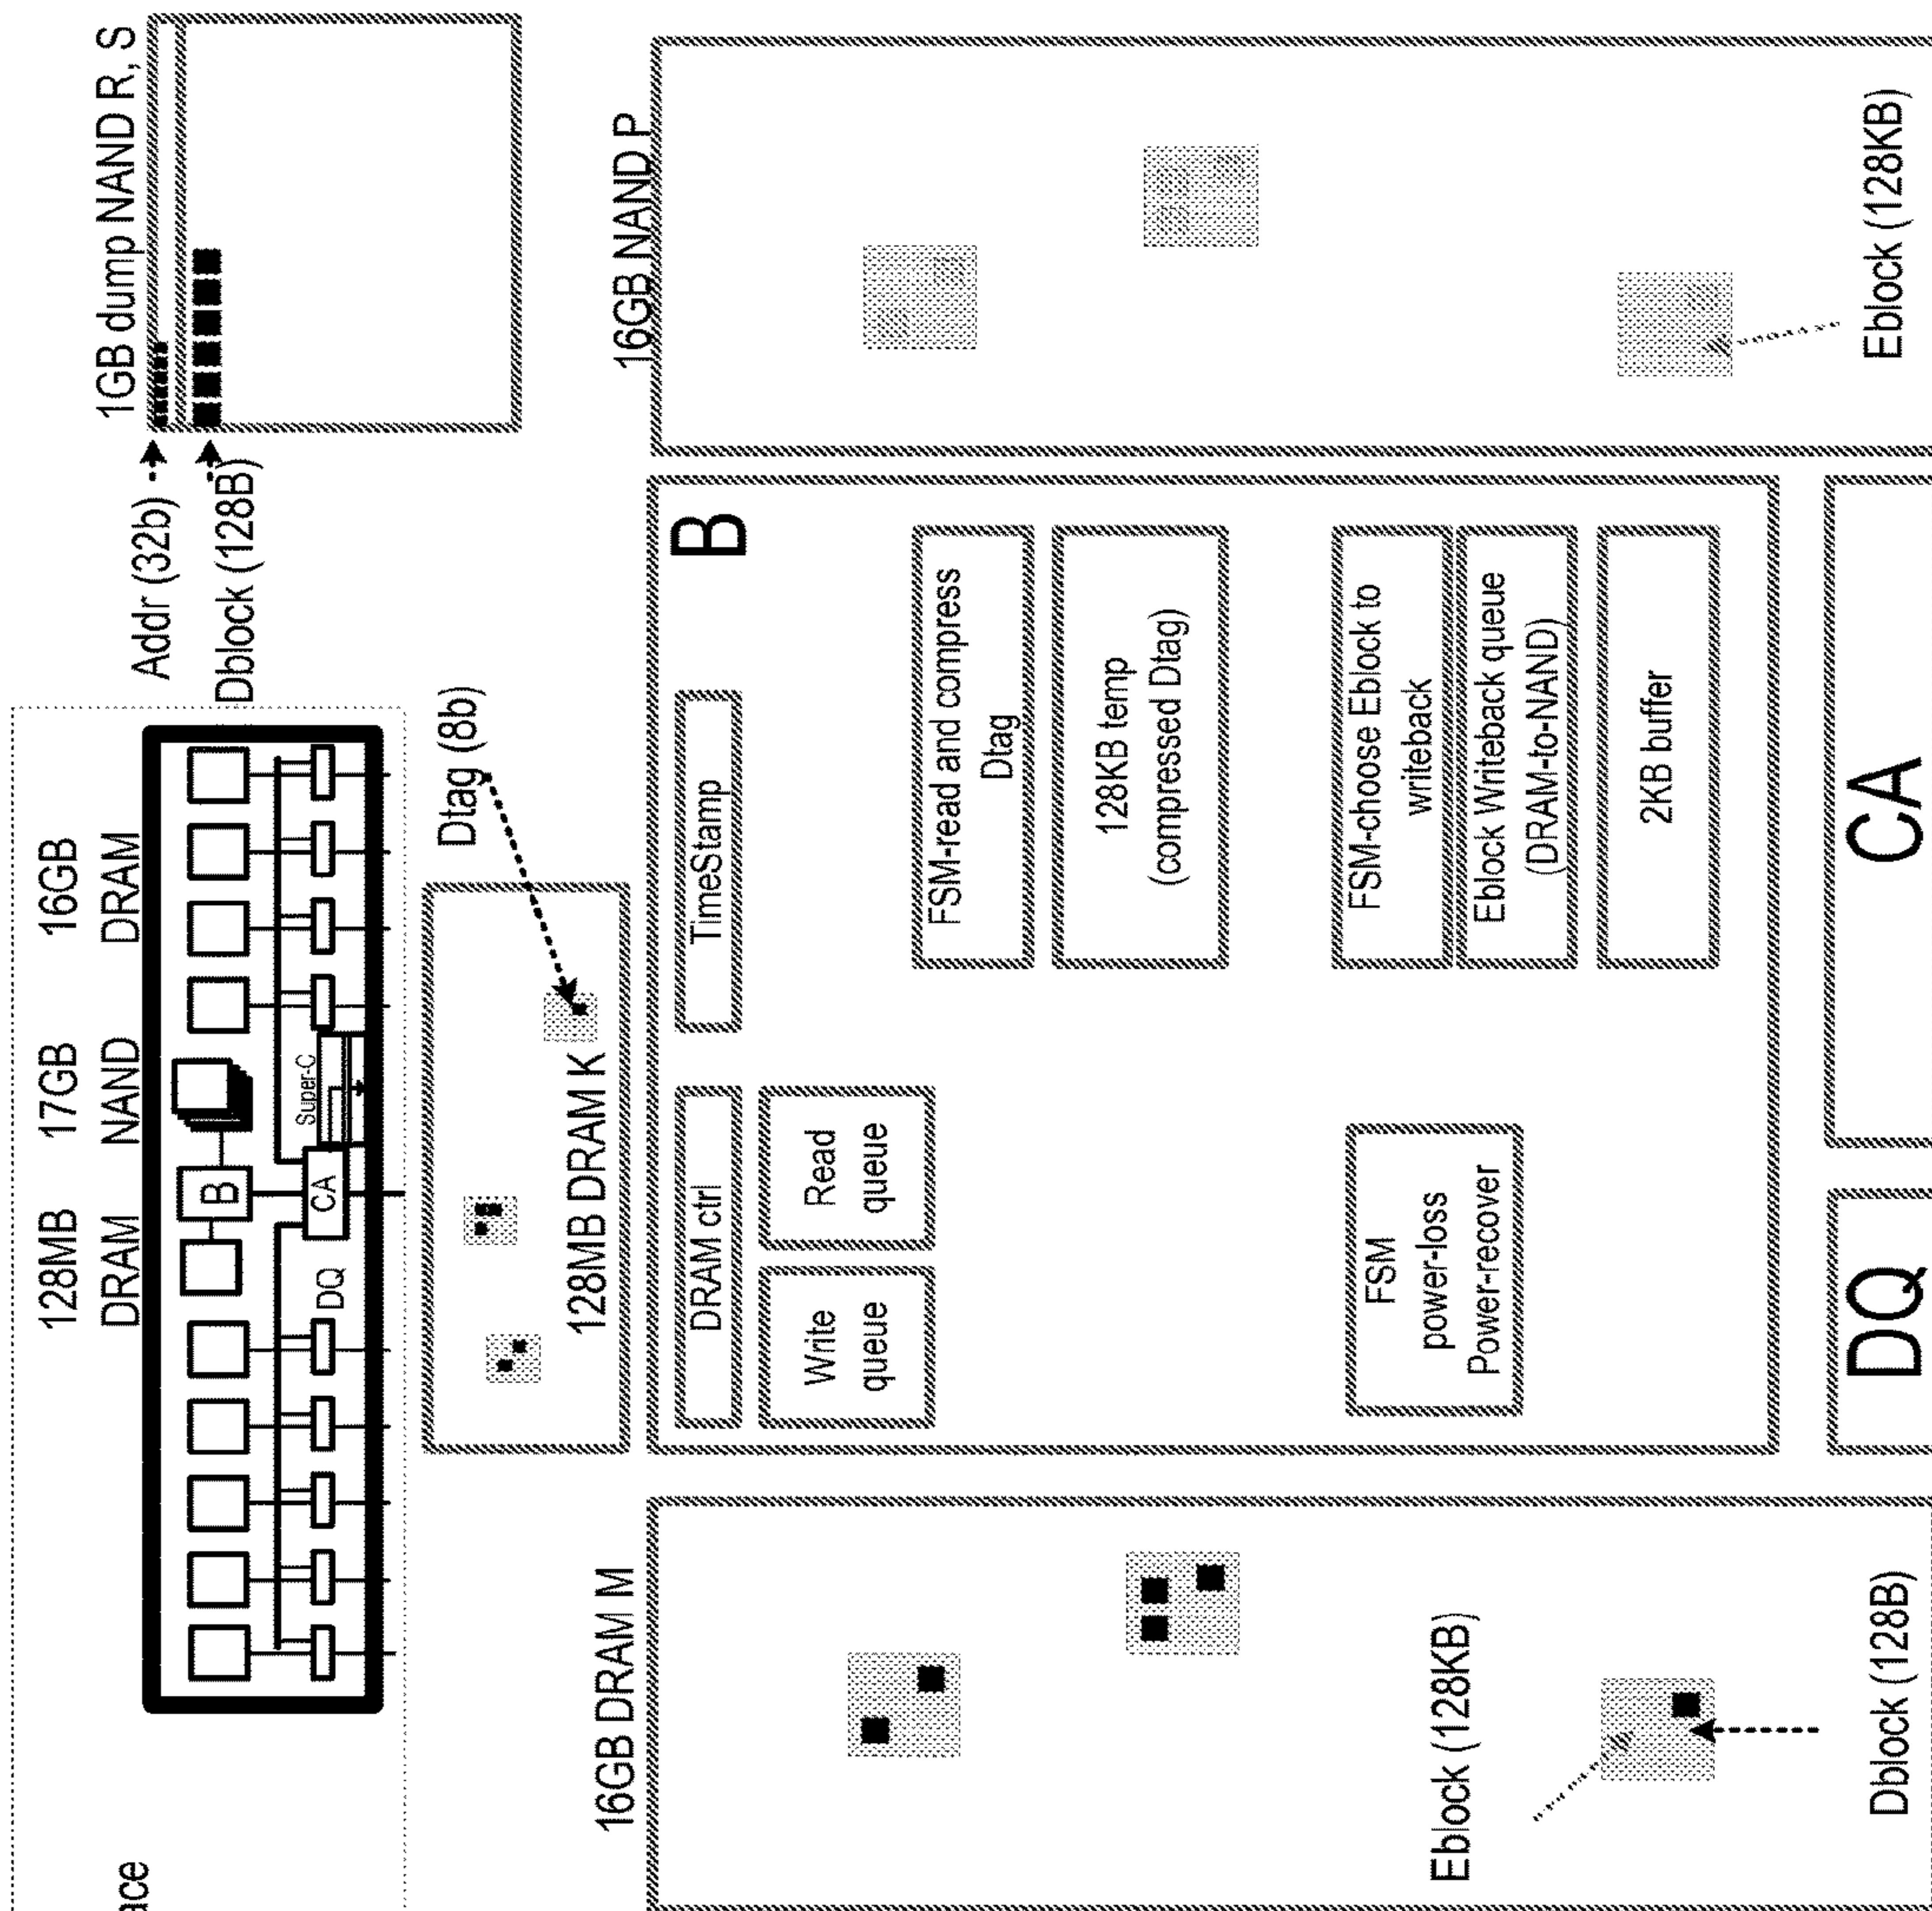 128MB 17GB 16GB
DRAM NAND DRAM
ace
1GB dump NAND R, S
Addr (32b)
Dblock (128B)
B
Super-C
CA
DQ
Dtag (8b)
128MB DRAM K
16GB DRAM M
16GB NAND P
DRAM ctrl
TimeStamp
B
Write
queue
Read
queue
FSM-read and compress
Dtag
128KB temp
(compressed Dtag)
FSM
power-loss
Power-recover
FSM-choose Eblock to
writeback
Eblock Writeback queue
(DRAM-to-NAND)
2KB buffer
Eblock (128KB)
Dblock (128B)
DQ
CA
Eblock (128KB)